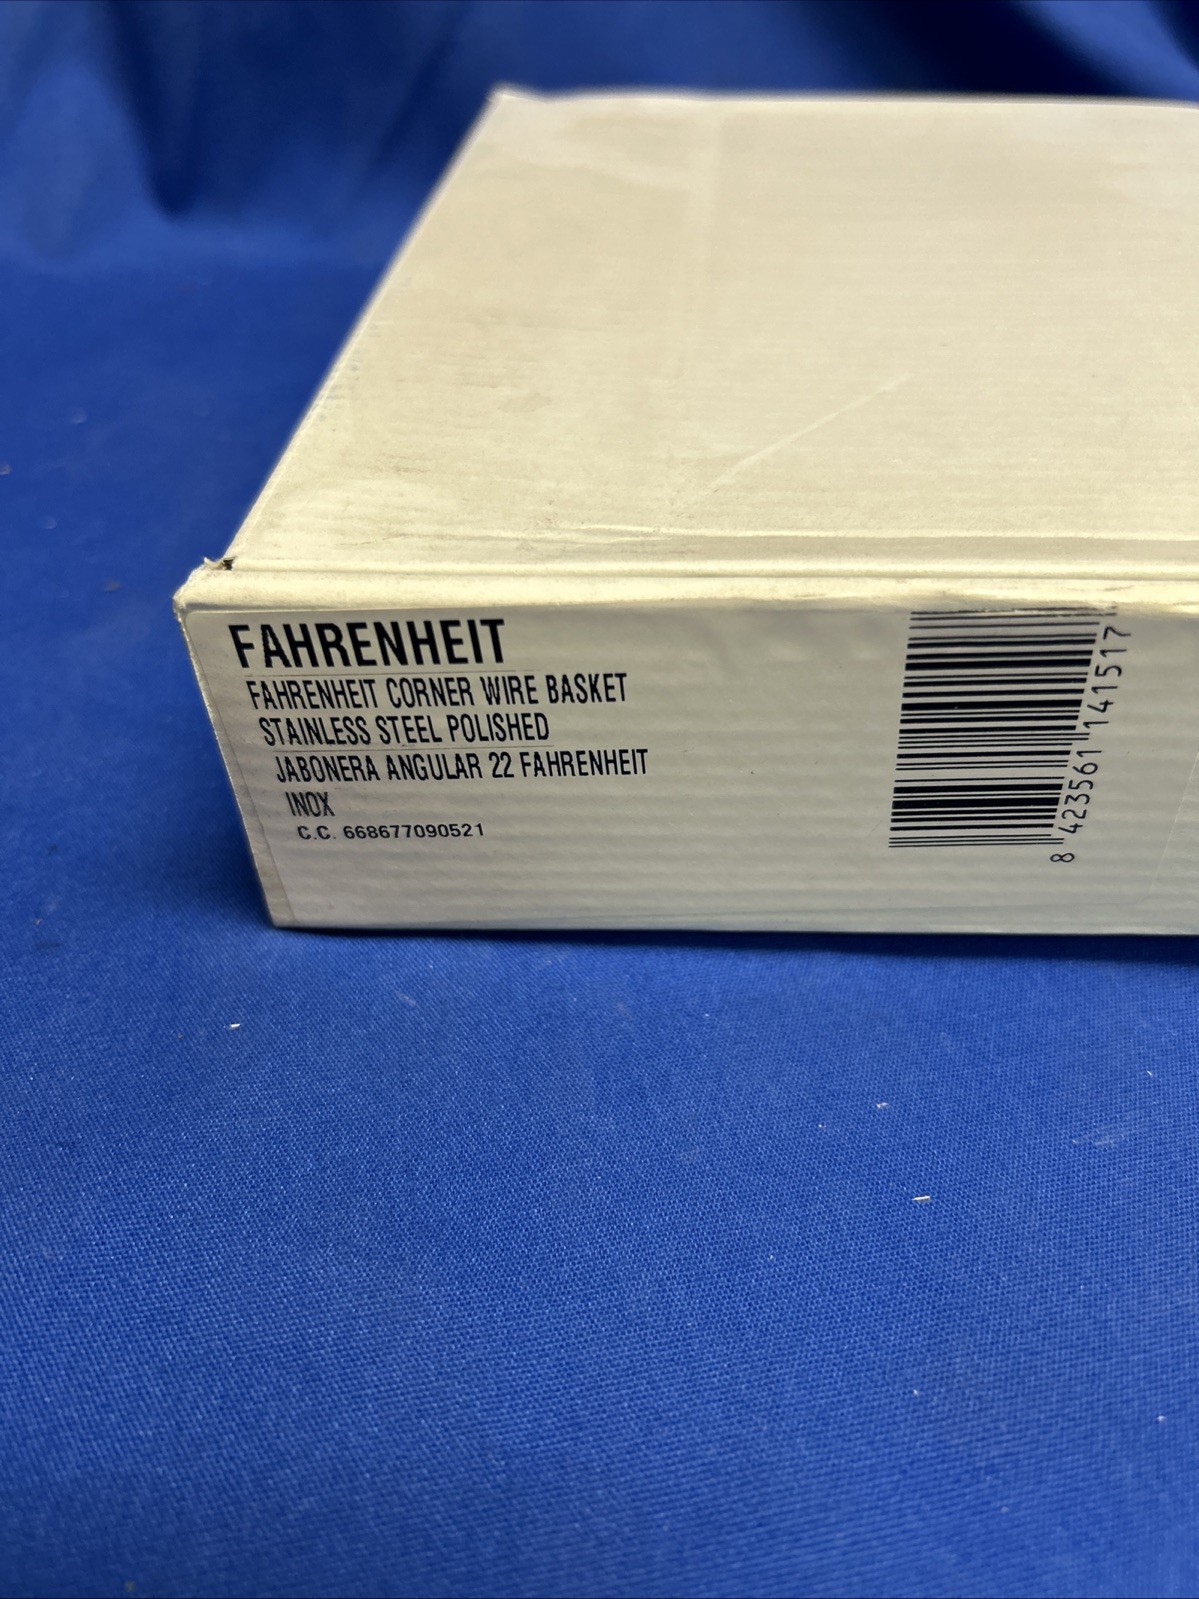 FAHRENHEIT
FAHRENHEIT CORNER WIRE BASKET
STAINLESS STEEL POLISHED
JABONERA ANGULAR 22 FAHRENHEIT
INOX
C.C. 668677090521
8 423561 141517